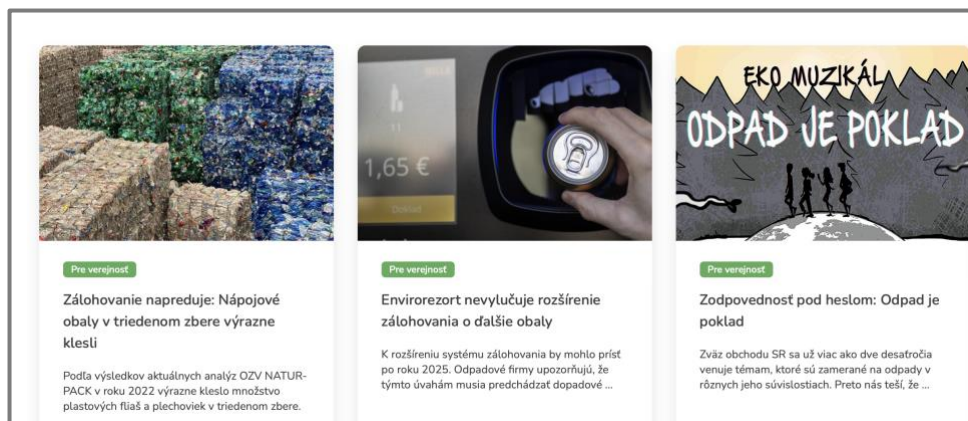 11
1,65 €
Doklad
EKO MUZIKÁL
ODPAD JE POKLAD
Pre verejnosť
Zálohovanie napreduje: Nápojové
obaly v triedenom zbere výrazne
klesli
Podľa výsledkov aktuálnych analýz OZV NATUR-
PACK v roku 2022 výrazne kleslo množstvo
plastových fliaš a plechoviek v triedenom zbere.
Pre verejnosť
Envirorezort nevylučuje rozšírenie
zálohovania o ďalšie obaly
K rozšíreniu systému zálohovania by mohlo prísť
po roku 2025. Odpadové firmy upozorňujú, že
týmto úvahám musia predchádzať dopadové ...
Pre verejnosť
Zodpovednosť pod heslom: Odpad je
poklad
Zväz obchodu SR sa už viac ako dve desaťročia
venuje témam, ktoré sú zamerané na odpady v
rôznych jeho súvislostiach. Preto nás teší, že ...